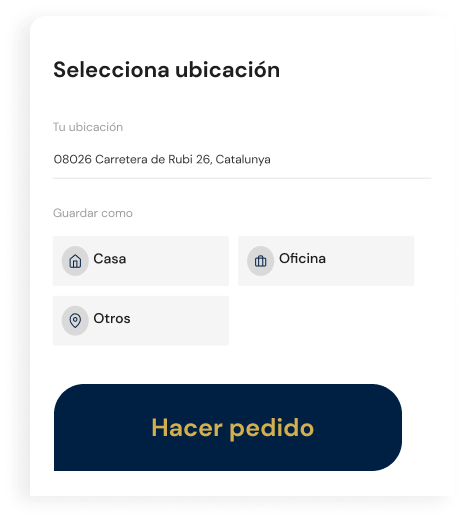 Selecciona ubicación
Tu ubicación
08026 Carretera de Rubi 26, Catalunya
Guardar como
Casa
Oficina
Otros
Hacer pedido